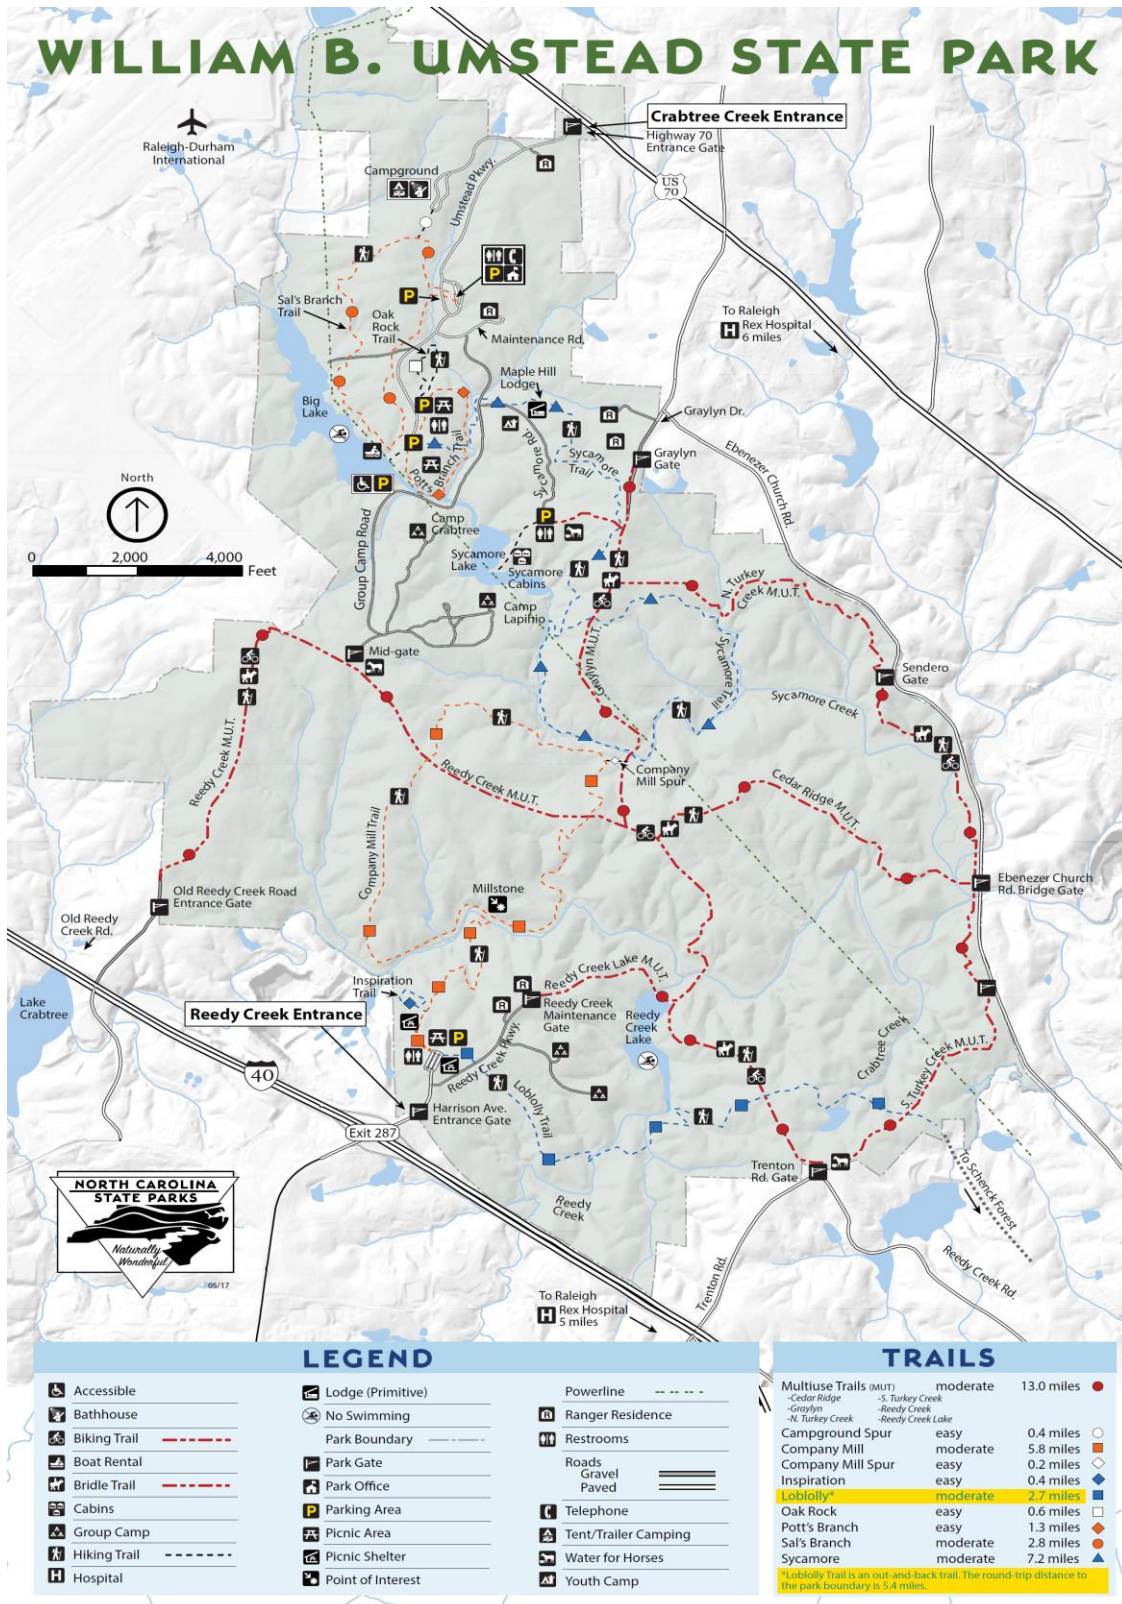 WILLIAM B. UMSTEAD STATE PARK
Crabtree Creek Entrance
Highway 70
Entrance Gate
Raleigh-Durham
International
Campground
Umstead Pkwy.
US
70
Sal's Branch
Trail
Oak
Rock
Trail
To Raleigh
Rex Hospital
6 miles
Maintenance Rd.
Maple Hill
Lodge
Big
Lake
Graylyn Dr.
Potts Branch Trail
Sycamore Rd.
Sycamore
Trail
Graylyn
Gate
Ebenezer Church Rd.
North
0 2,000 4,000
Feet
Group Camp Road
Camp
Crabtree
Sycamore
Lake
Sycamore
Cabins
Camp
Lapihio
N. Turkey
Creek M.U.T.
Mid-gate
Graylyn M.U.T.
Sycamore Trail
Sendero
Gate
Sycamore Creek
Reedy Creek M.U.T.
Reedy Creek M.U.T.
Company
Mill Spur
Cedar Ridge M.U.T.
Company Mill Trail
Millstone
Old Reedy Creek Road
Entrance Gate
Ebenezer Church
Rd. Bridge Gate
Old Reedy
Creek Rd.
Lake
Crabtree
Inspiration
Trail
Reedy Creek Lake M.U.T.
Reedy Creek Entrance
Reedy Creek
Maintenance
Gate
Reedy
Creek
Lake
Reedy Creek Pkwy.
Crabtree Creek
S. Turkey Creek M.U.T.
40
Loblolly Trail
Harrison Ave.
Entrance Gate
Exit 287
Trenton
Rd. Gate
To Schenck Forest
Reedy
Creek
Reedy Creek Rd.
Trenton Rd.
NORTH CAROLINA
STATE PARKS
Naturally
Wonderful
05/17
To Raleigh
Rex Hospital
5 miles
LEGEND
Accessible
Bathhouse
Biking Trail
Boat Rental
Bridle Trail
Cabins
Group Camp
Hiking Trail
Hospital
Lodge (Primitive)
No Swimming
Park Boundary
Park Gate
Park Office
Parking Area
Picnic Area
Picnic Shelter
Point of Interest
Powerline
Ranger Residence
Restrooms
Roads
Gravel
Paved
Telephone
Tent/Trailer Camping
Water for Horses
Youth Camp
TRAILS
Multiuse Trails (MUT) moderate 13.0 miles
-Cedar Ridge -S. Turkey Creek
-Graylyn -Reedy Creek
-N. Turkey Creek -Reedy Creek Lake
Campground Spur easy 0.4 miles
Company Mill moderate 5.8 miles
Company Mill Spur easy 0.2 miles
Inspiration easy 0.4 miles
Loblolly* moderate 2.7 miles
Oak Rock easy 0.6 miles
Pott's Branch easy 1.3 miles
Sal's Branch moderate 2.8 miles
Sycamore moderate 7.2 miles
*Loblolly Trail is an out-and-back trail. The round-trip distance to
the park boundary is 5.4 miles.